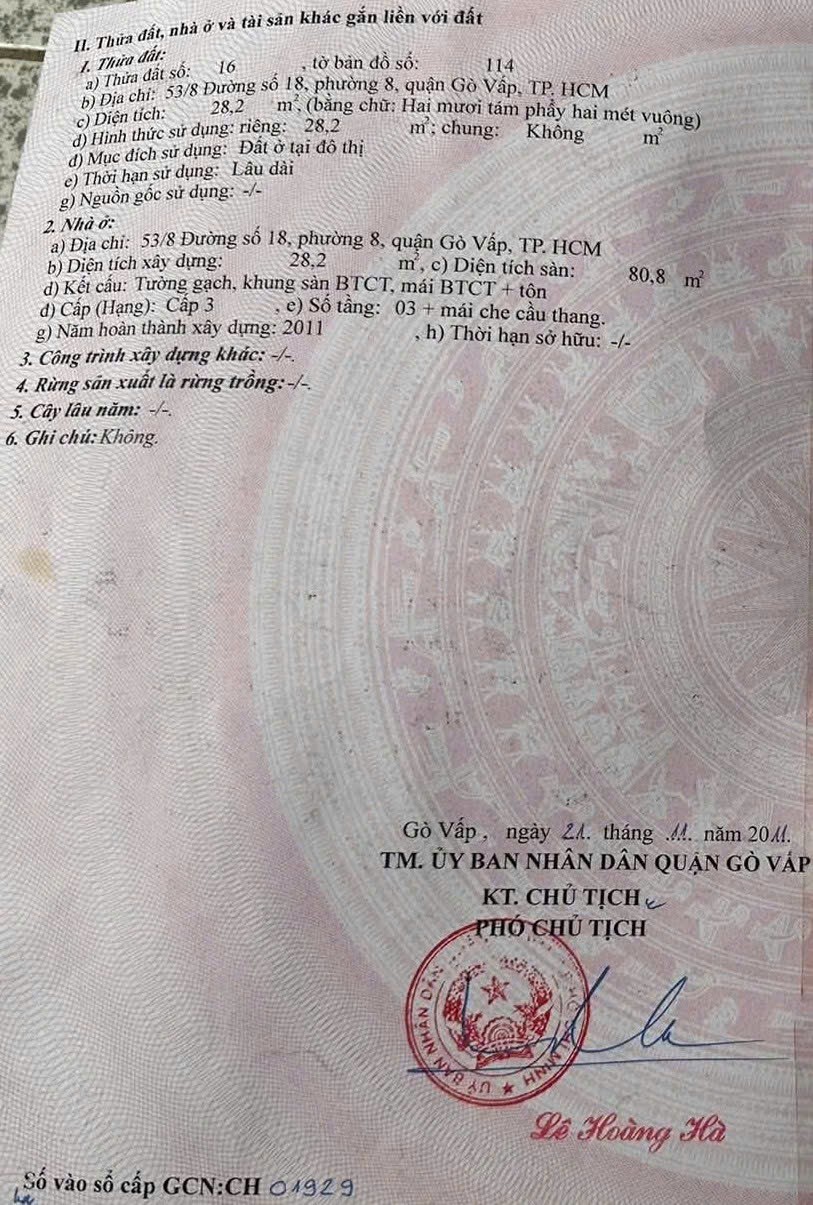 II. Thửa đất, nhà ở và tài sản khác gắn liền với đất
1. Thửa đất:
a) Thửa đất số: 16 , tờ bản đồ số: 114
b) Địa chỉ: 53/8 Đường số 18, phường 8, quận Gò Vấp, TP. HCM
c) Diện tích: 28,2 m², (bằng chữ: Hai mươi tám phẩy hai mét vuông)
d) Hình thức sử dụng: riêng: 28,2 m²; chung: Không m²
đ) Mục đích sử dụng: Đất ở tại đô thị
e) Thời hạn sử dụng: Lâu dài
g) Nguồn gốc sử dụng: -/-
2. Nhà ở:
a) Địa chỉ: 53/8 Đường số 18, phường 8, quận Gò Vấp, TP. HCM
b) Diện tích xây dựng: 28,2 m², c) Diện tích sàn: 80,8 m²
d) Kết cấu: Tường gạch, khung sàn BTCT, mái BTCT + tôn
đ) Cấp (Hạng): Cấp 3 , e) Số tầng: 03 + mái che cầu thang.
g) Năm hoàn thành xây dựng: 2011 , h) Thời hạn sở hữu: -/-
3. Công trình xây dựng khác: -/-.
4. Rừng sản xuất là rừng trồng: -/-.
5. Cây lâu năm: -/-.
6. Ghi chú: Không.
Gò Vấp , ngày 21. tháng .11. năm 2011.
TM. ỦY BAN NHÂN DÂN QUẬN GÒ VẤP
KT. CHỦ TỊCH
PHÓ CHỦ TỊCH
ỦY BAN NHÂN DÂN
Lê Hoàng Hà
Số vào sổ cấp GCN:CH 01929